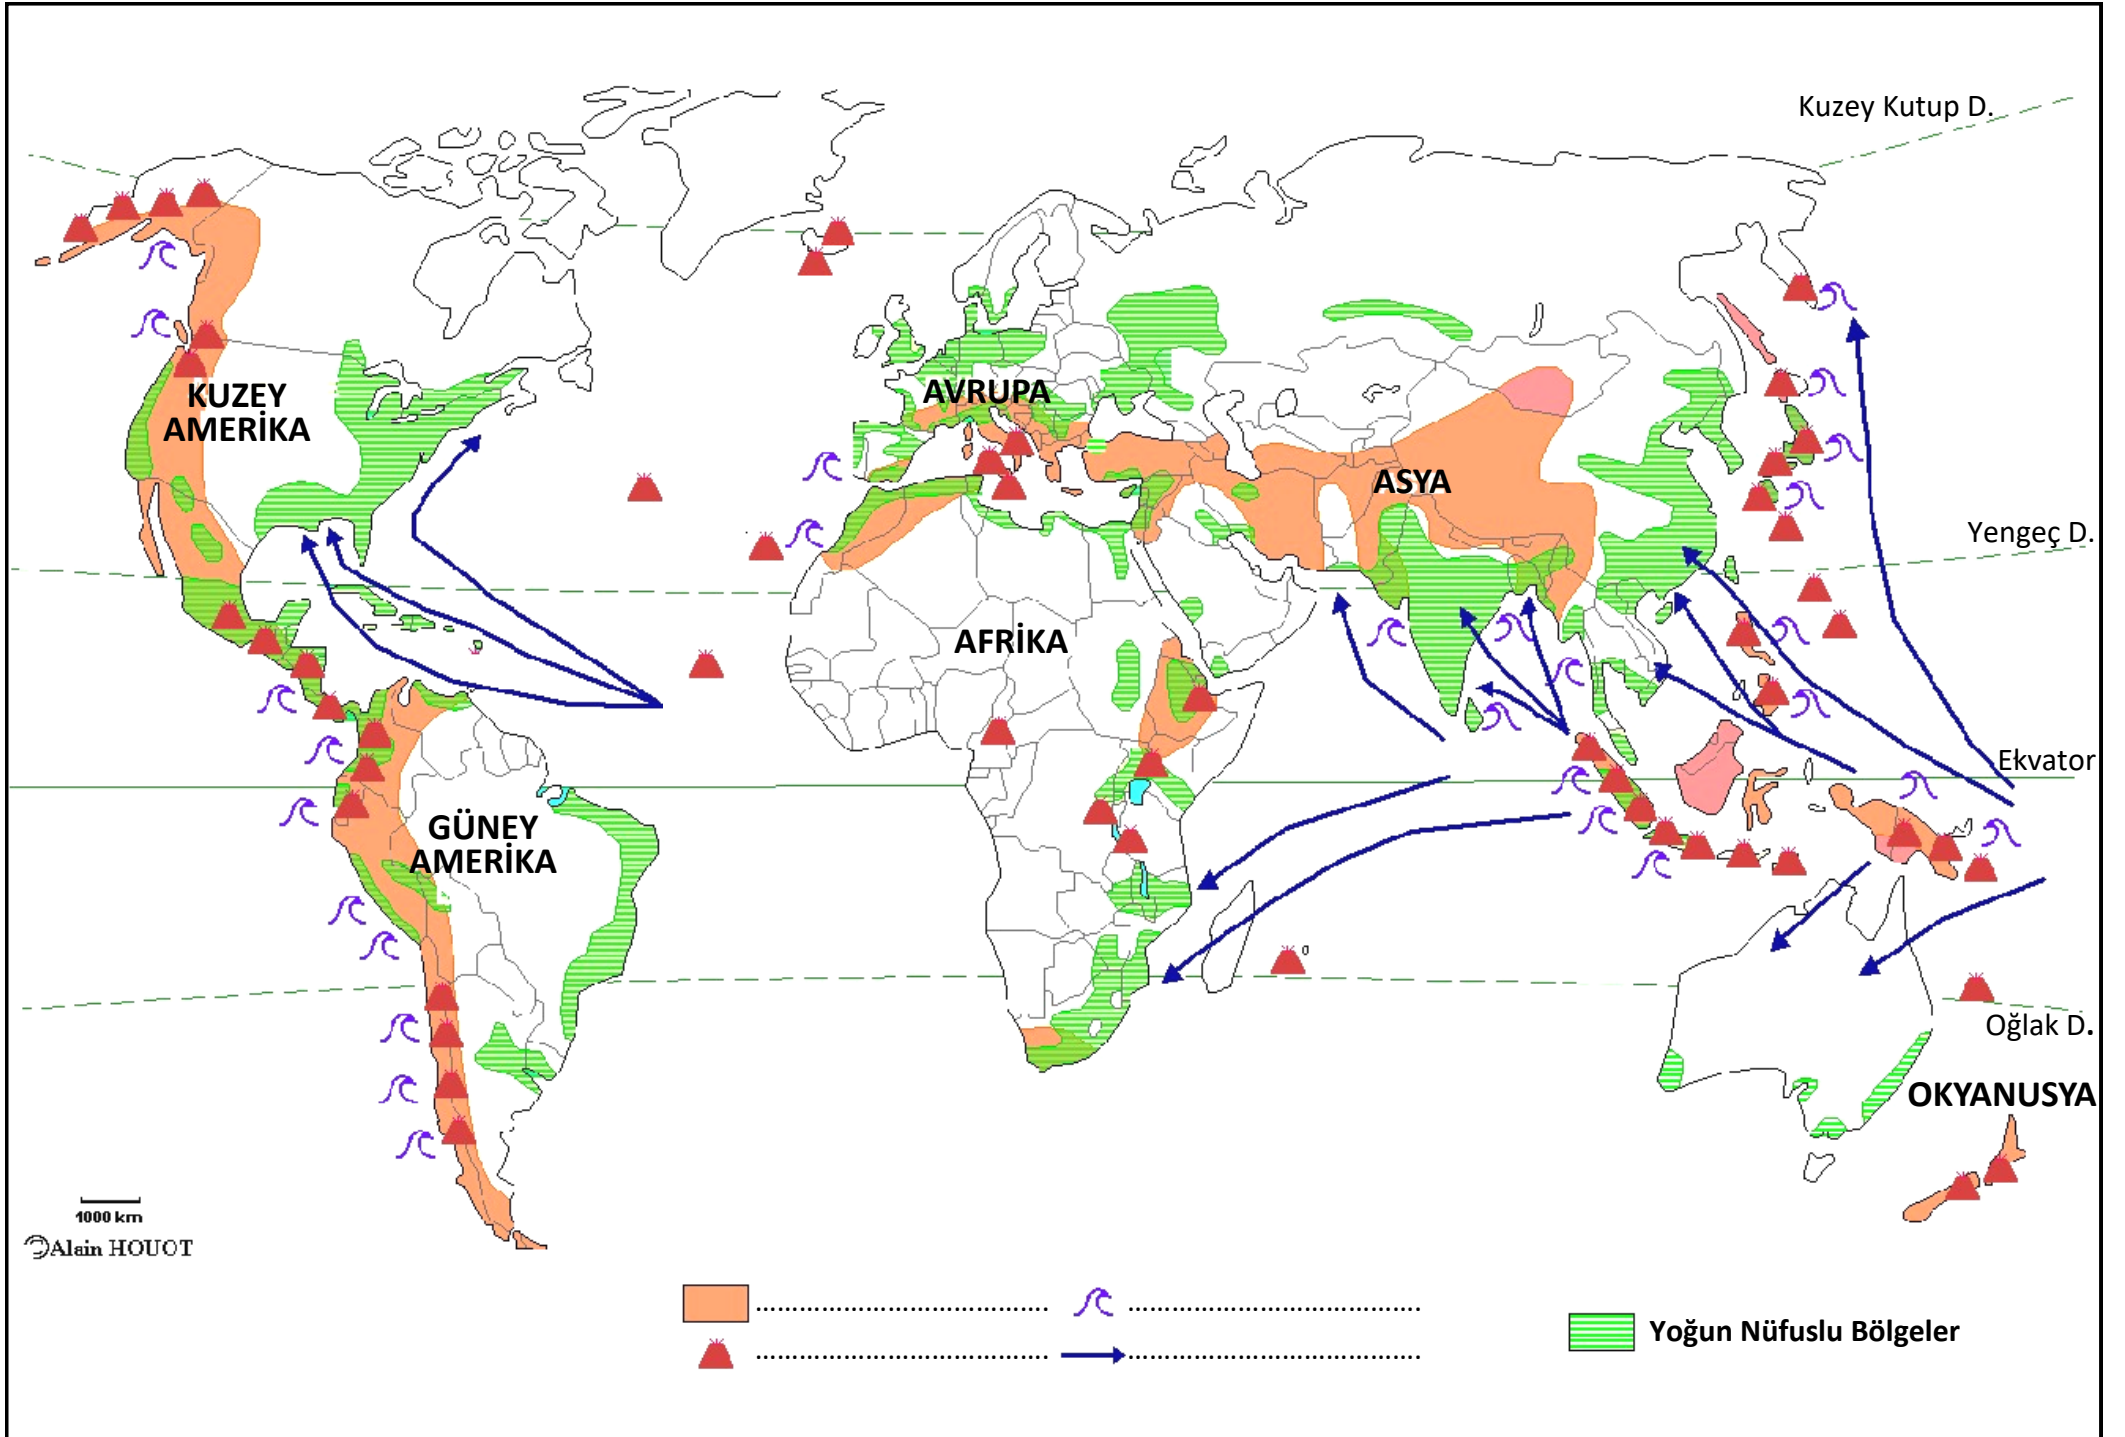 Kuzey Kutup D.
KUZEY
AMERİKA
AVRUPA
ASYA
Yengeç D.
AFRİKA
Ekvator
GÜNEY
AMERİKA
Oğlak D.
OKYANUSYA
1000 km
Alain HOUOT
Yoğun Nüfuslu Bölgeler